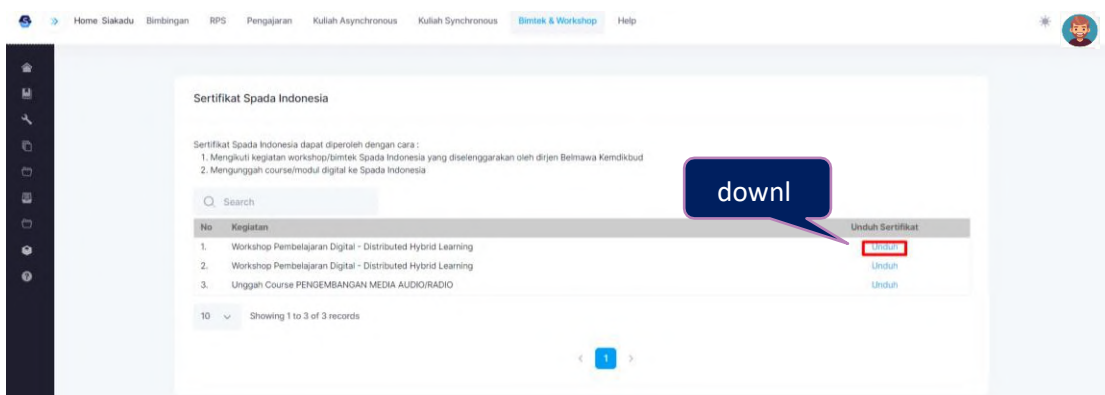 Home Siakadu Bimbingan RPS Pengajaran Kuliah Asynchronous Kuliah Synchronous Bimtek & Workshop Help
Sertifikat Spada Indonesia
Sertifikat Spada Indonesia dapat diperoleh dengan cara :
1. Mengikuti kegiatan workshop/bimtek Spada Indonesia yang diselenggarakan oleh dirjen Belmawa Kemdikbud
2. Mengunggah course/modul digital ke Spada Indonesia
downl
Search
No Kegiatan Unduh Sertifikat
1. Workshop Pembelajaran Digital - Distributed Hybrid Learning Unduh
2. Workshop Pembelajaran Digital - Distributed Hybrid Learning Unduh
3. Unggah Course PENGEMBANGAN MEDIA AUDIO/RADIO Unduh
10 Showing 1 to 3 of 3 records
< 1 >